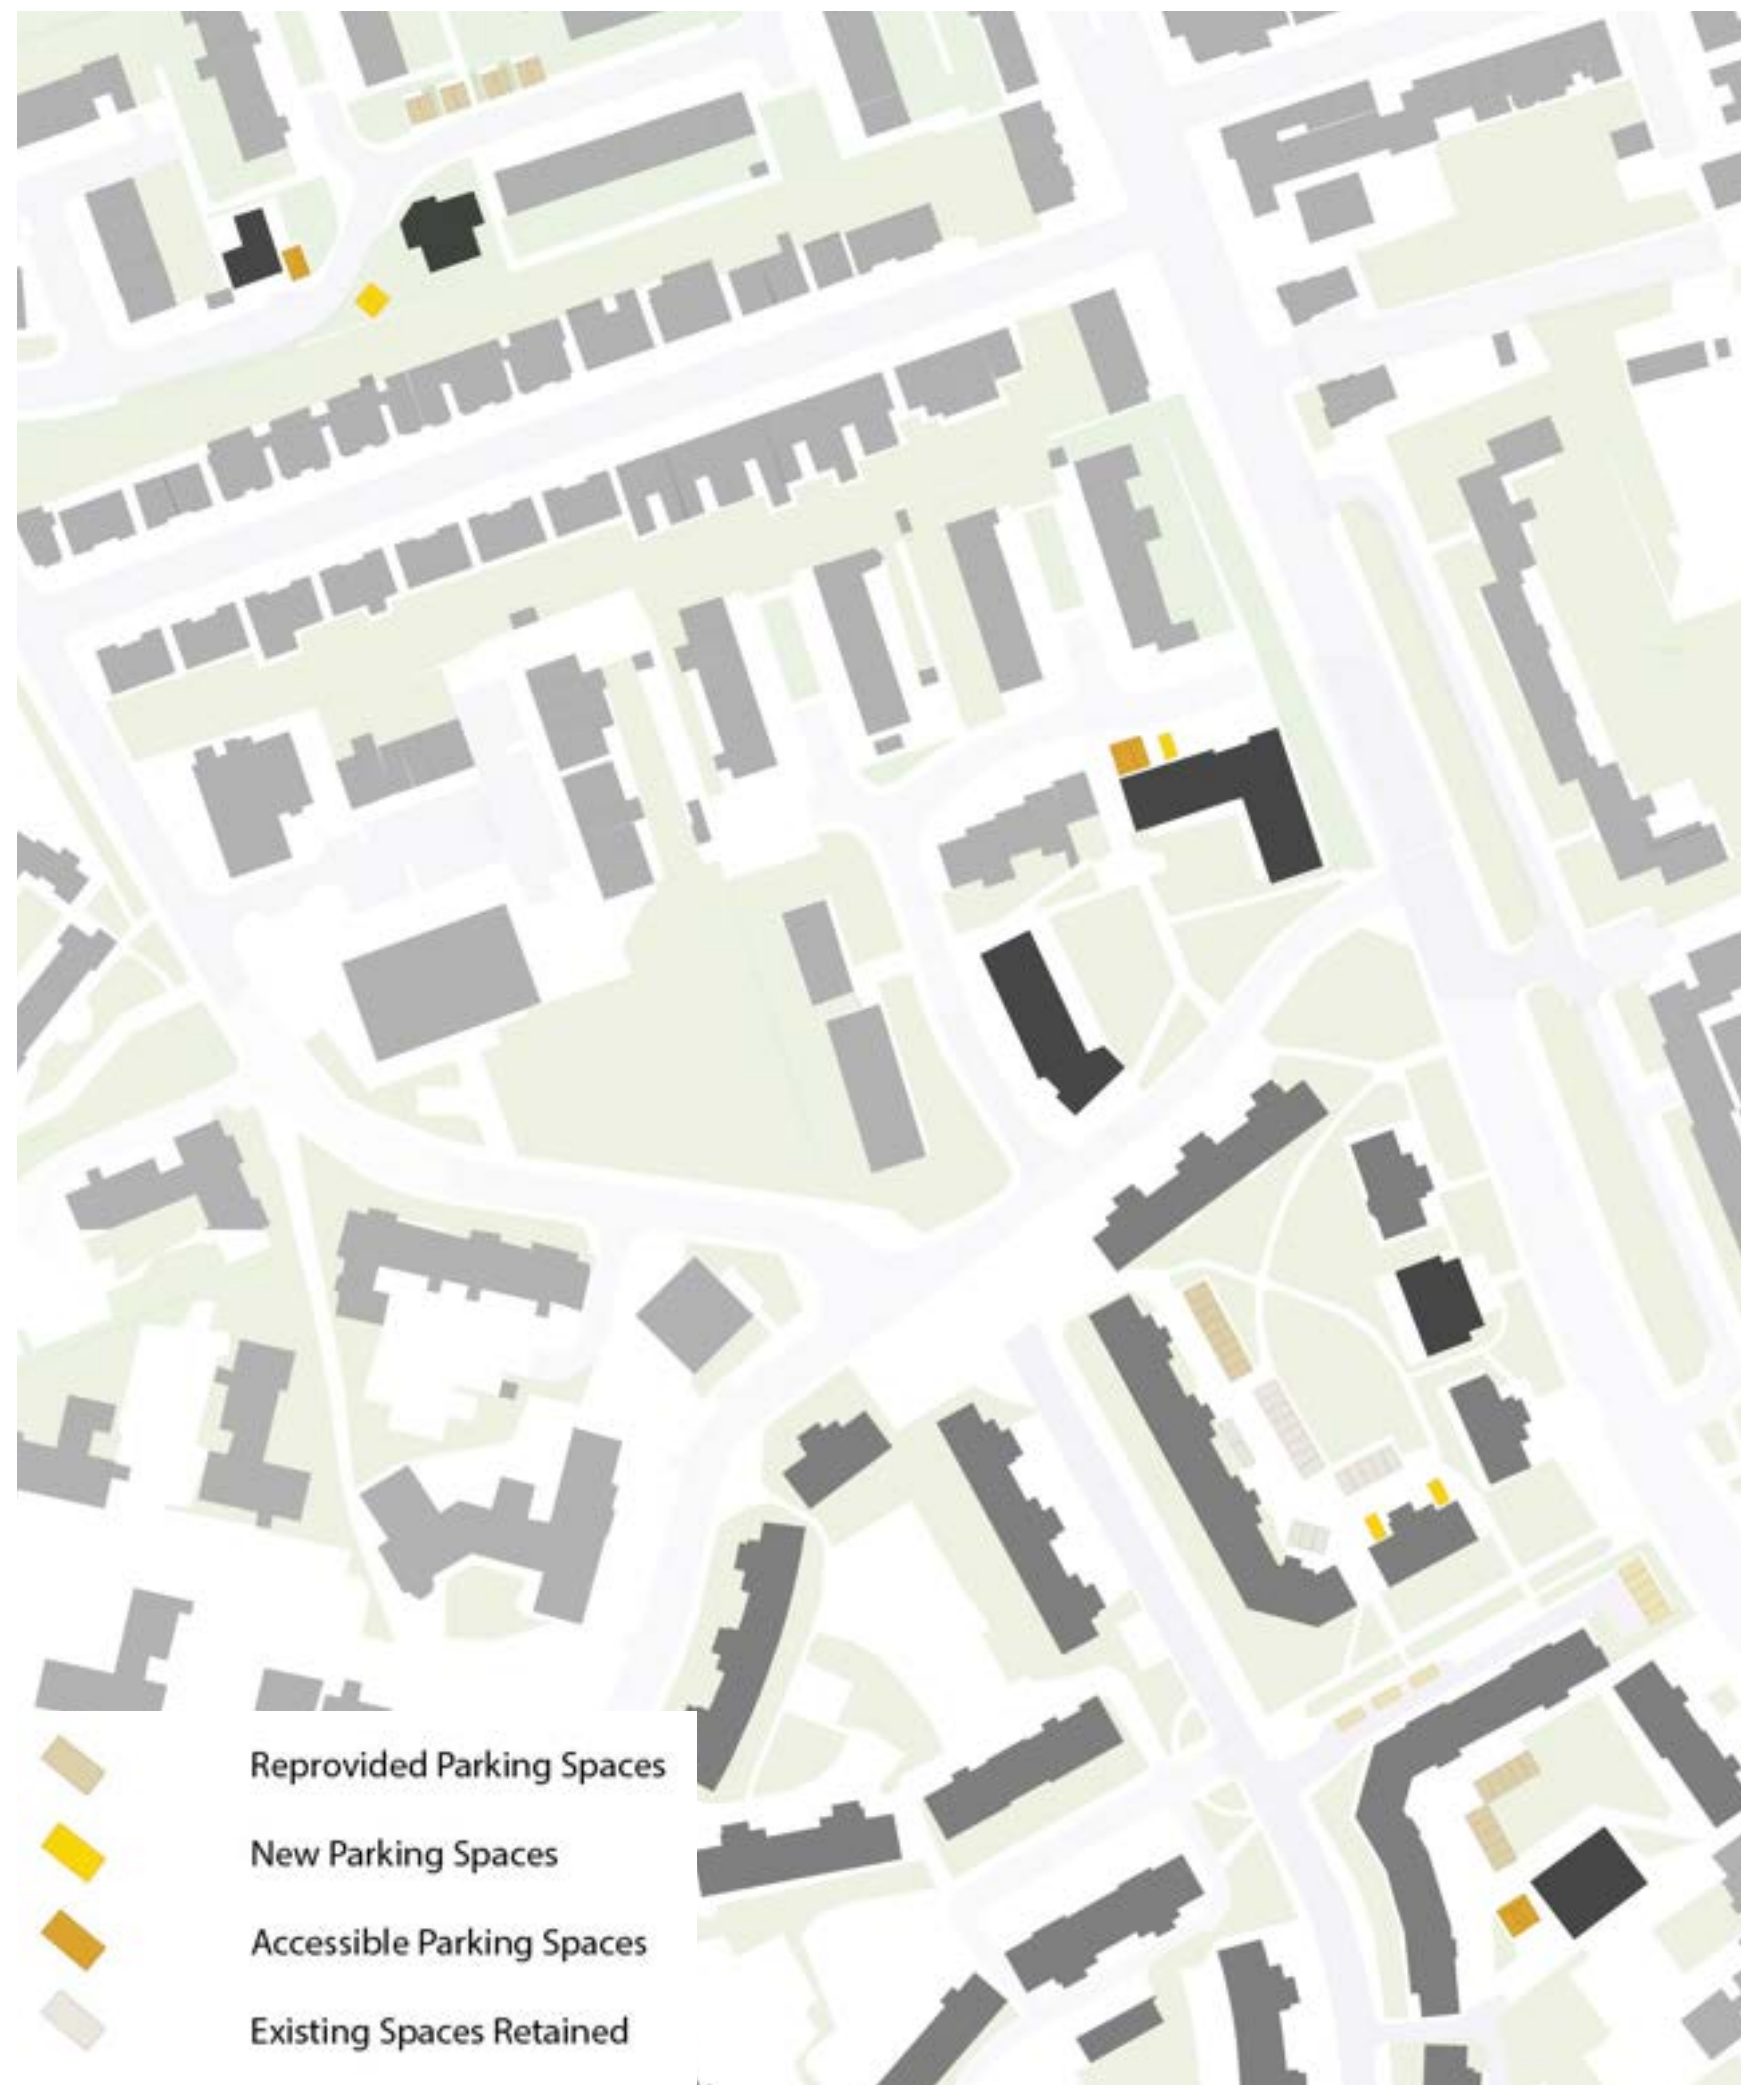 Reprovided Parking Spaces
New Parking Spaces
Accessible Parking Spaces
Existing Spaces Retained